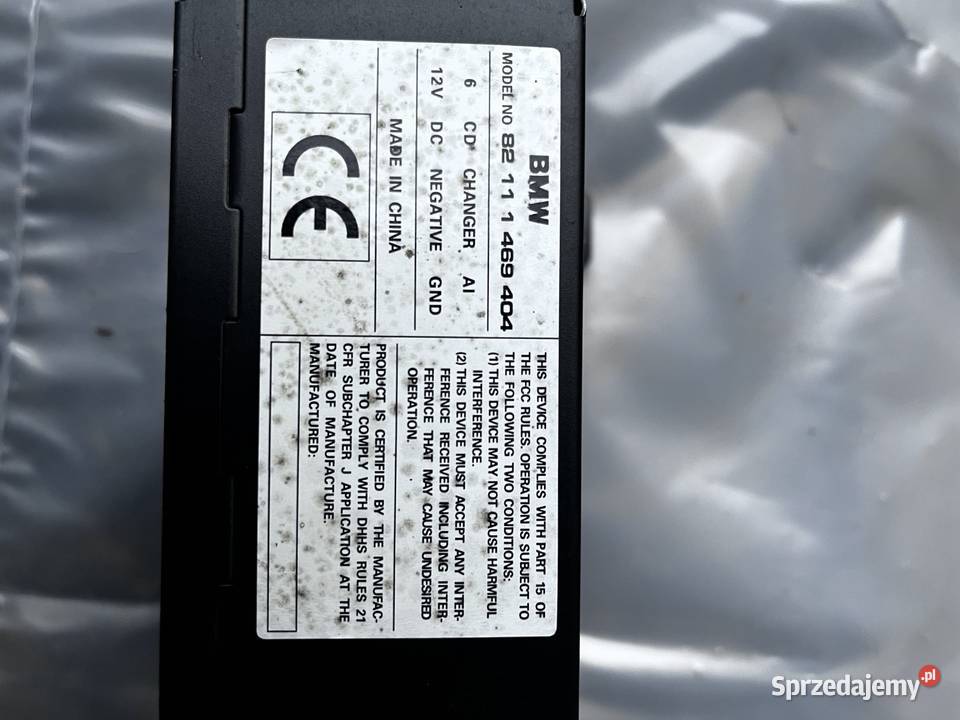 BMW
MODEL NO 82 11 1 469 404
6 CD CHANGER AI
12V DC NEGATIVE GND
MADE IN CHINA
CE
THIS DEVICE COMPLIES WITH PART 15 OF
THE FCC RULES. OPERATION IS SUBJECT TO
THE FOLLOWING TWO CONDITIONS:
(1) THIS DEVICE MAY NOT CAUSE HARMFUL
INTERFERENCE.
(2) THIS DEVICE MUST ACCEPT ANY INTER-
FERENCE RECEIVED INCLUDING INTER-
FERENCE THAT MAY CAUSE UNDESIRED
OPERATION.
PRODUCT IS CERTIFIED BY THE MANUFAC-
TURER TO COMPLY WITH DHHS RULES 21
CFR SUBCHAPTER J APPLICATION AT THE
DATE OF MANUFACTURE.
MANUFACTURED:
Sprzedajemy.pl